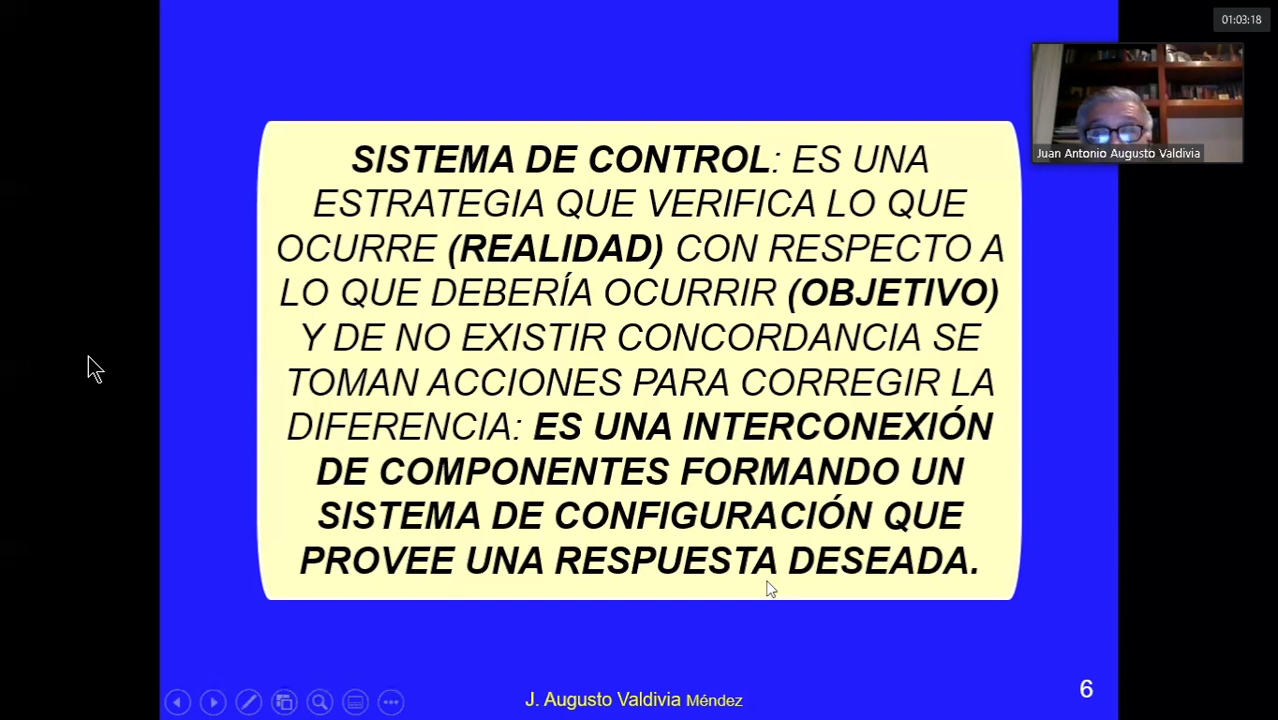 01:03:18
Juan Antonio Augusto Valdivia
SISTEMA DE CONTROL: ES UNA
ESTRATEGIA QUE VERIFICA LO QUE
OCURRE (REALIDAD) CON RESPECTO A
LO QUE DEBERÍA OCURRIR (OBJETIVO)
Y DE NO EXISTIR CONCORDANCIA SE
TOMAN ACCIONES PARA CORREGIR LA
DIFERENCIA: ES UNA INTERCONEXIÓN
DE COMPONENTES FORMANDO UN
SISTEMA DE CONFIGURACIÓN QUE
PROVEE UNA RESPUESTA DESEADA.
J. Augusto Valdivia Méndez
6